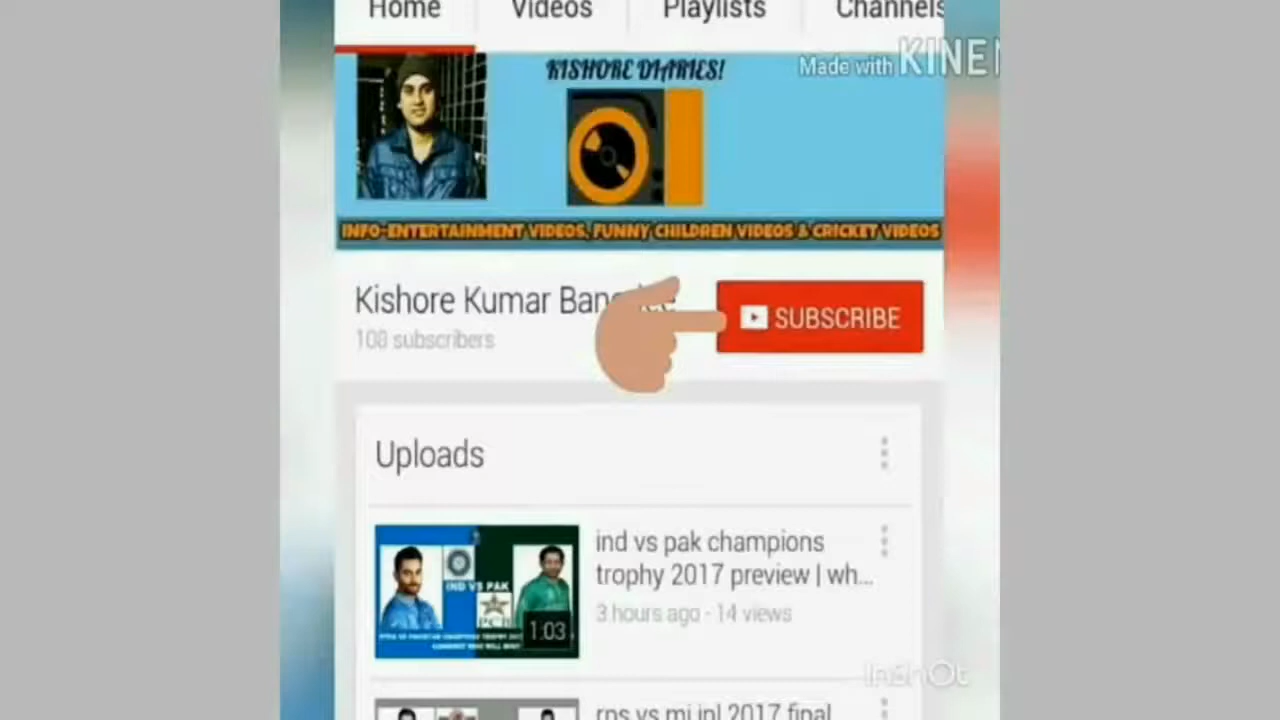 Home Videos Playlists Channels
Made with KINE
KISHORE DIARIES!
INFO-ENTERTAINMENT VIDEOS, FUNNY CHILDREN VIDEOS & CRICKET VIDEOS
Kishore Kumar
SUBSCRIBE
108 subscribers
Uploads
ind vs pak champions
trophy 2017 preview | wh...
3 hours ago · 14 views
IND VS PAK
PCB
1:03
InShOt
rps vs mi ipl 2017 final